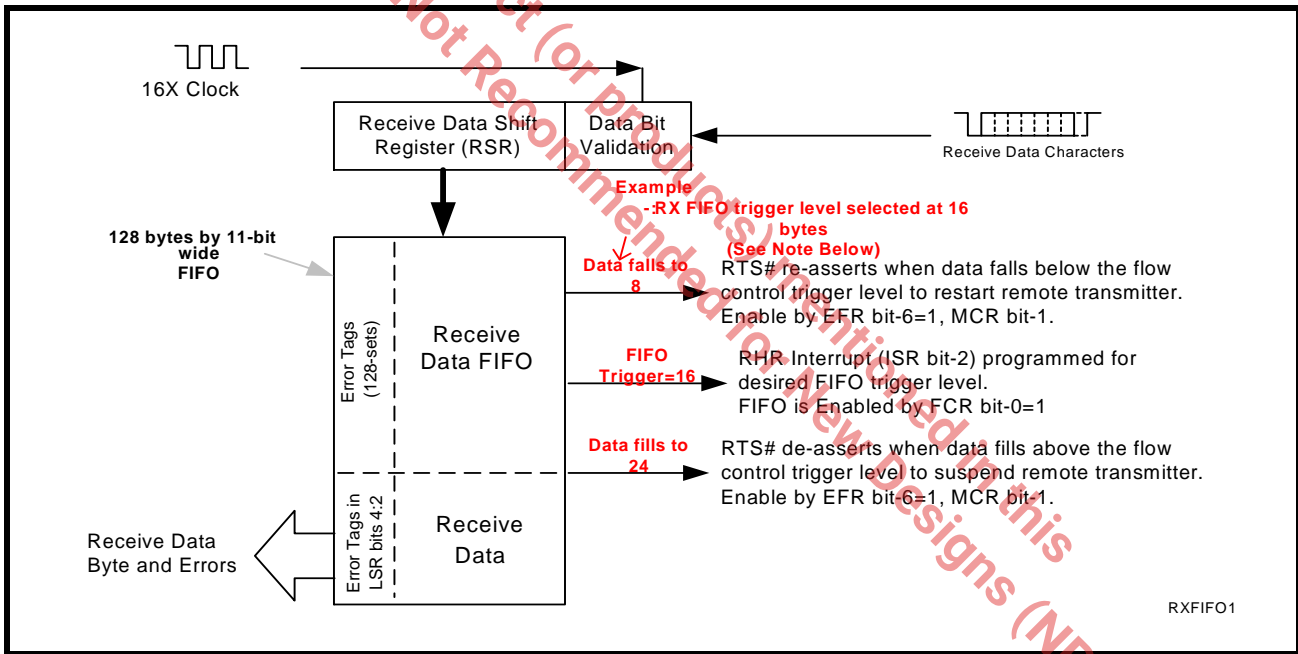 16X Clock
Receive Data Shift
Register (RSR)
Data Bit
Validation
Receive Data Characters
Example
-:RX FIFO trigger level selected at 16
bytes
(See Note Below)
128 bytes by 11-bit
wide
FIFO
Data falls to
8
RTS# re-asserts when data falls below the flow
control trigger level to restart remote transmitter.
Enable by EFR bit-6=1, MCR bit-1.
Error Tags
(128-sets)
Receive
Data FIFO
FIFO
Trigger=16
RHR Interrupt (ISR bit-2) programmed for
desired FIFO trigger level.
FIFO is Enabled by FCR bit-0=1
Data fills to
24
RTS# de-asserts when data fills above the flow
control trigger level to suspend remote transmitter.
Enable by EFR bit-6=1, MCR bit-1.
Error Tags in
LSR bits 4:2
Receive
Data
Receive Data
Byte and Errors
RXFIFO1
(or products) mentioned in this
Not Recommended for New Designs